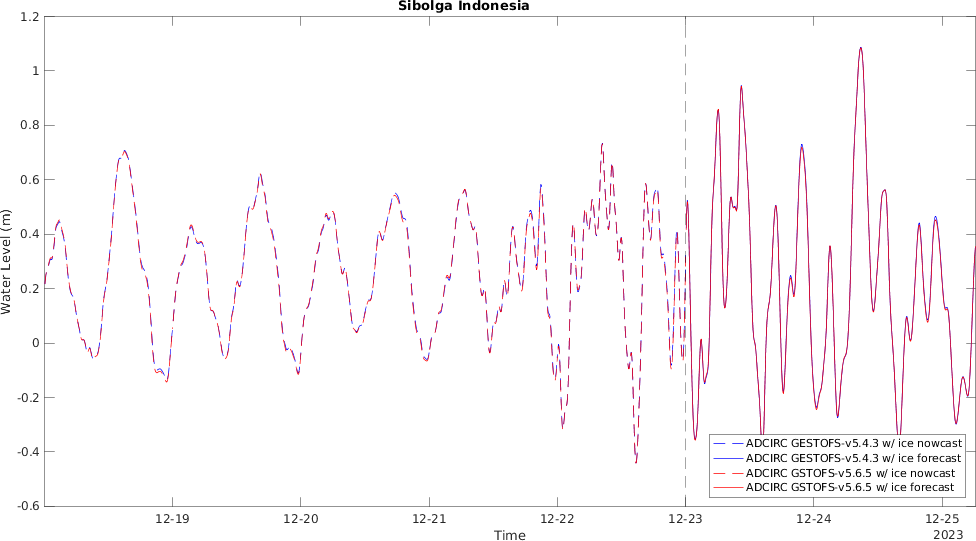 Sibolga Indonesia
1.2
1
0.8
0.6
0.4
0.2
0
-0.2
-0.4
-0.6
Water Level (m)
12-19
12-20
12-21
12-22
12-23
12-24
12-25
Time
2023
ADCIRC GESTOFS-v5.4.3 w/ ice nowcast
ADCIRC GESTOFS-v5.4.3 w/ ice forecast
ADCIRC GSTOFS-v5.6.5 w/ ice nowcast
ADCIRC GSTOFS-v5.6.5 w/ ice forecast